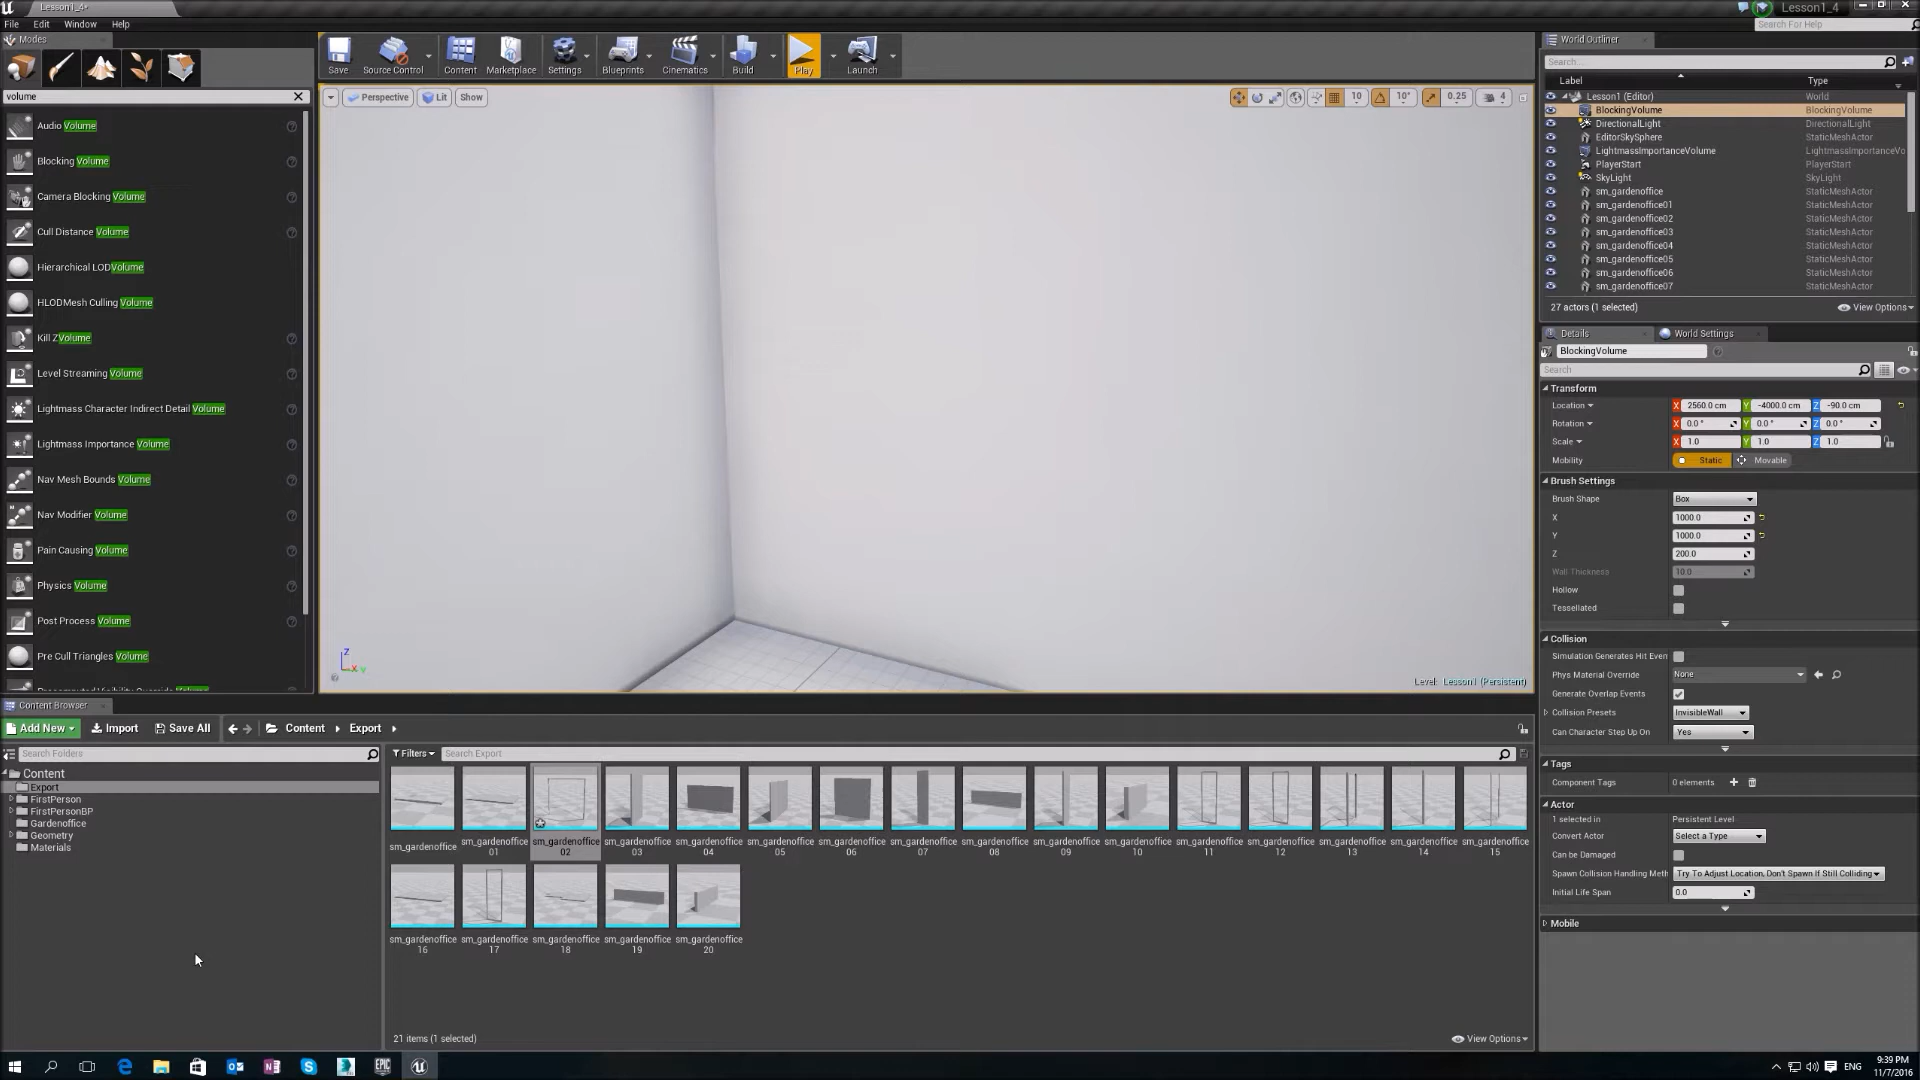 Lesson1_4*
Lesson1_4
File Edit Window Help
Search For Help
Modes
volume
Audio Volume
Blocking Volume
Camera Blocking Volume
Cull Distance Volume
Hierarchical LODVolume
HLODMesh Culling Volume
Kill ZVolume
Level Streaming Volume
Lightmass Character Indirect Detail Volume
Lightmass Importance Volume
Nav Mesh Bounds Volume
Nav Modifier Volume
Pain Causing Volume
Physics Volume
Post Process Volume
Pre Cull Triangles Volume
Precomputed Visibility Override Volume
Save Source Control Content Marketplace Settings Blueprints Cinematics Build Play Launch
Perspective Lit Show
10 10° 0.25 4
Z
X Y
Level: Lesson1 (Persistent)
World Outliner
Search...
Label Type
Lesson1 (Editor) World
BlockingVolume BlockingVolume
DirectionalLight DirectionalLight
EditorSkySphere StaticMeshActor
LightmassImportanceVolume LightmassImportanceVo
PlayerStart PlayerStart
SkyLight SkyLight
sm_gardenoffice StaticMeshActor
sm_gardenoffice01 StaticMeshActor
sm_gardenoffice02 StaticMeshActor
sm_gardenoffice03 StaticMeshActor
sm_gardenoffice04 StaticMeshActor
sm_gardenoffice05 StaticMeshActor
sm_gardenoffice06 StaticMeshActor
sm_gardenoffice07 StaticMeshActor
27 actors (1 selected) View Options
Details World Settings
BlockingVolume
Search
Transform
Location X 2560.0 cm Y -4000.0 cm Z -90.0 cm
Rotation X 0.0 ° Y 0.0 ° Z 0.0 °
Scale X 1.0 Y 1.0 Z 1.0
Mobility Static Movable
Brush Settings
Brush Shape Box
X 1000.0
Y 1000.0
Z 200.0
Wall Thickness 10.0
Hollow
Tessellated
Collision
Simulation Generates Hit Even
Phys Material Override None
Generate Overlap Events
Collision Presets InvisibleWall
Can Character Step Up On Yes
Tags
Component Tags 0 elements
Actor
1 selected in Persistent Level
Convert Actor Select a Type
Can be Damaged
Spawn Collision Handling Meth Try To Adjust Location, Don't Spawn If Still Colliding
Initial Life Span 0.0
Mobile
Content Browser
Add New Import Save All Content Export
Search Folders
Content
Export
FirstPerson
FirstPersonBP
Gardenoffice
Geometry
Materials
Filters Search Export
sm_gardenoffice
sm_gardenoffice 01
sm_gardenoffice 02
sm_gardenoffice 03
sm_gardenoffice 04
sm_gardenoffice 05
sm_gardenoffice 06
sm_gardenoffice 07
sm_gardenoffice 08
sm_gardenoffice 09
sm_gardenoffice 10
sm_gardenoffice 11
sm_gardenoffice 12
sm_gardenoffice 13
sm_gardenoffice 14
sm_gardenoffice 15
sm_gardenoffice 16
sm_gardenoffice 17
sm_gardenoffice 18
sm_gardenoffice 19
sm_gardenoffice 20
21 items (1 selected) View Options
EPIC
ENG
9:39 PM
11/7/2016